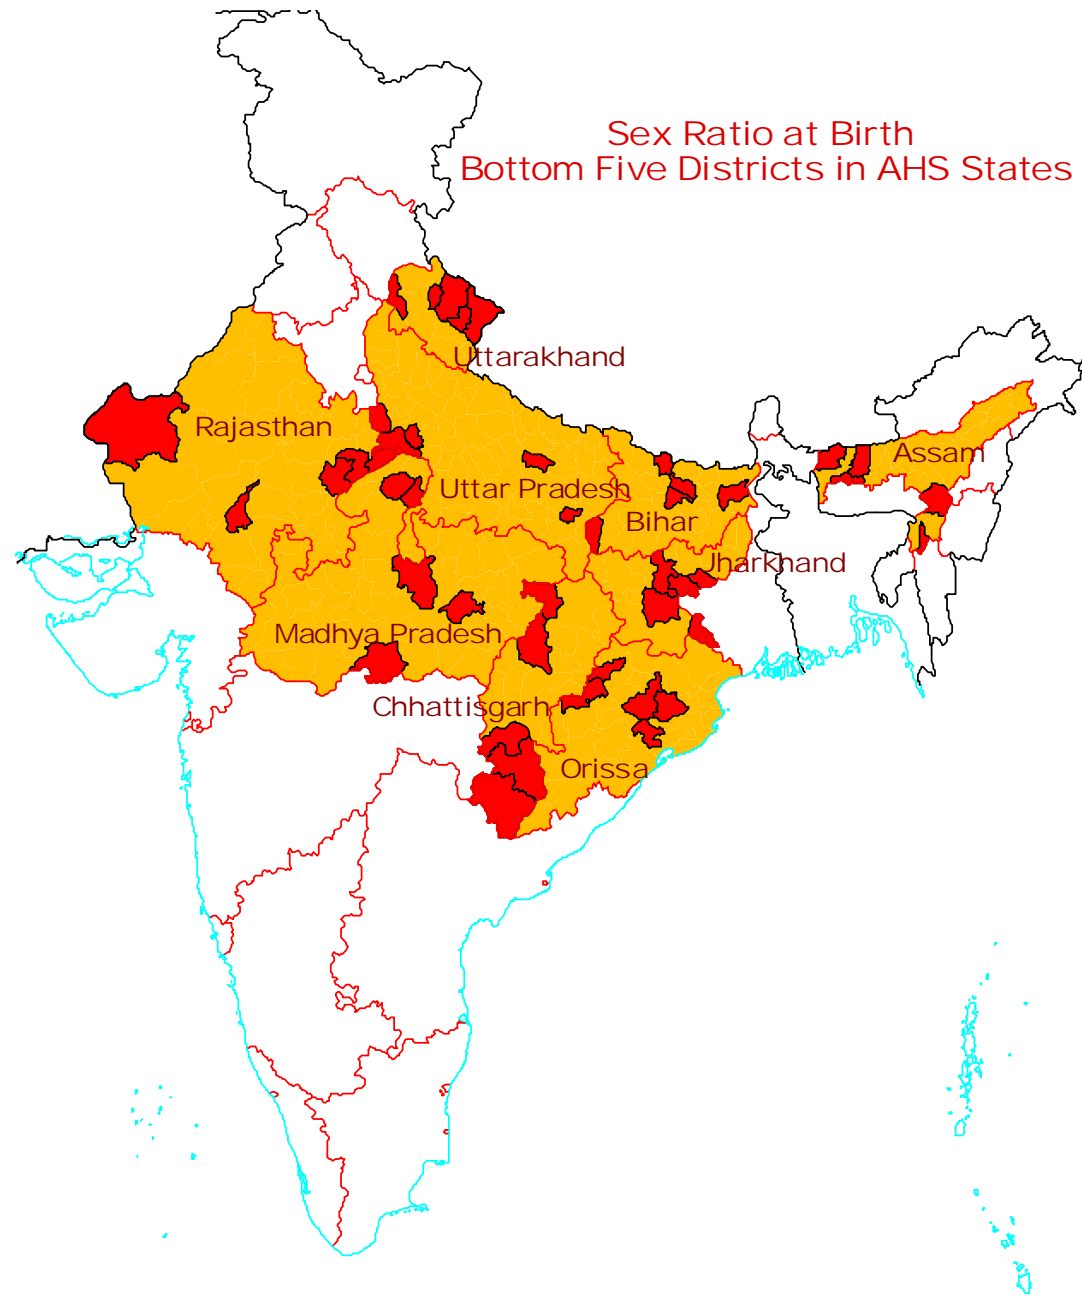 Sex Ratio at Birth
Bottom Five Districts in AHS States
Uttarakhand
Rajasthan
Assam
Uttar Pradesh
Bihar
Jharkhand
Madhya Pradesh
Chhattisgarh
Orissa